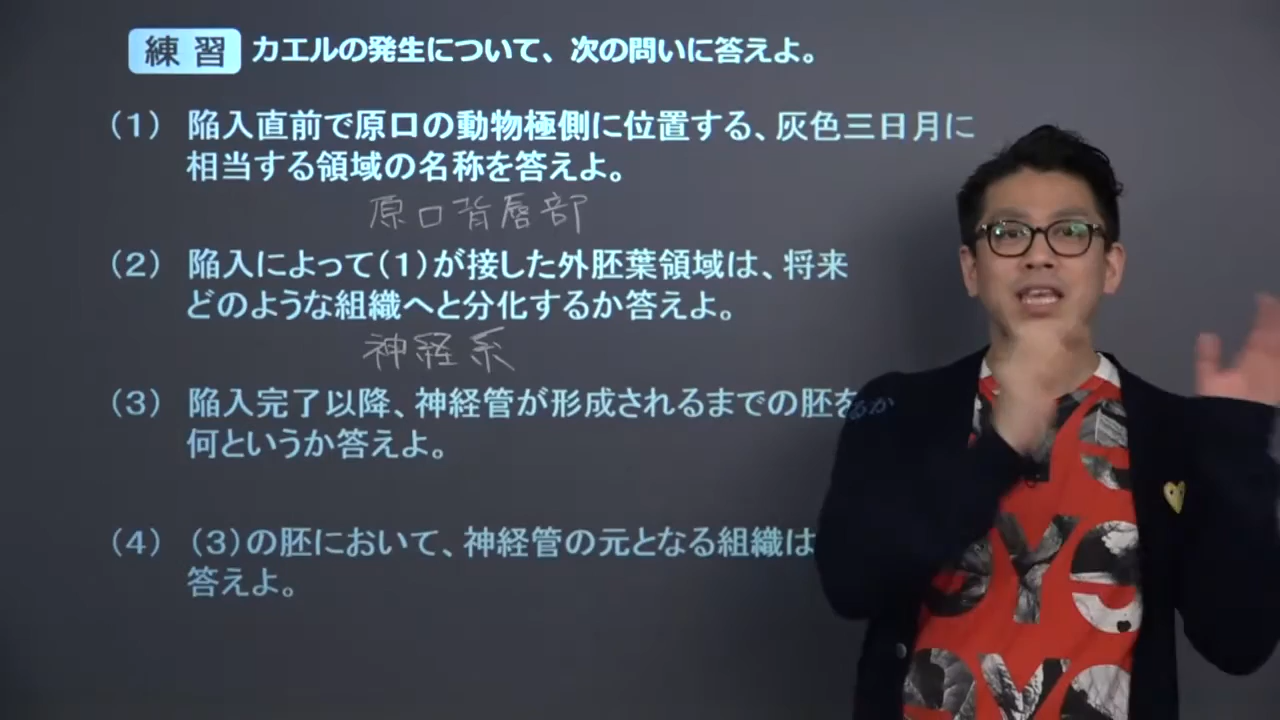 練習 カエルの発生について、次の問いに答えよ。
(1) 陥入直前で原口の動物極側に位置する、灰色三日月に
相当する領域の名称を答えよ。
原口背唇部
(2) 陥入によって(1)が接した外胚葉領域は、将来
どのような組織へと分化するか答えよ。
神経系
(3) 陥入完了以降、神経管が形成されるまでの胚を
何というか答えよ。
(4) (3)の胚において、神経管の元となる組織は
るか
答えよ。